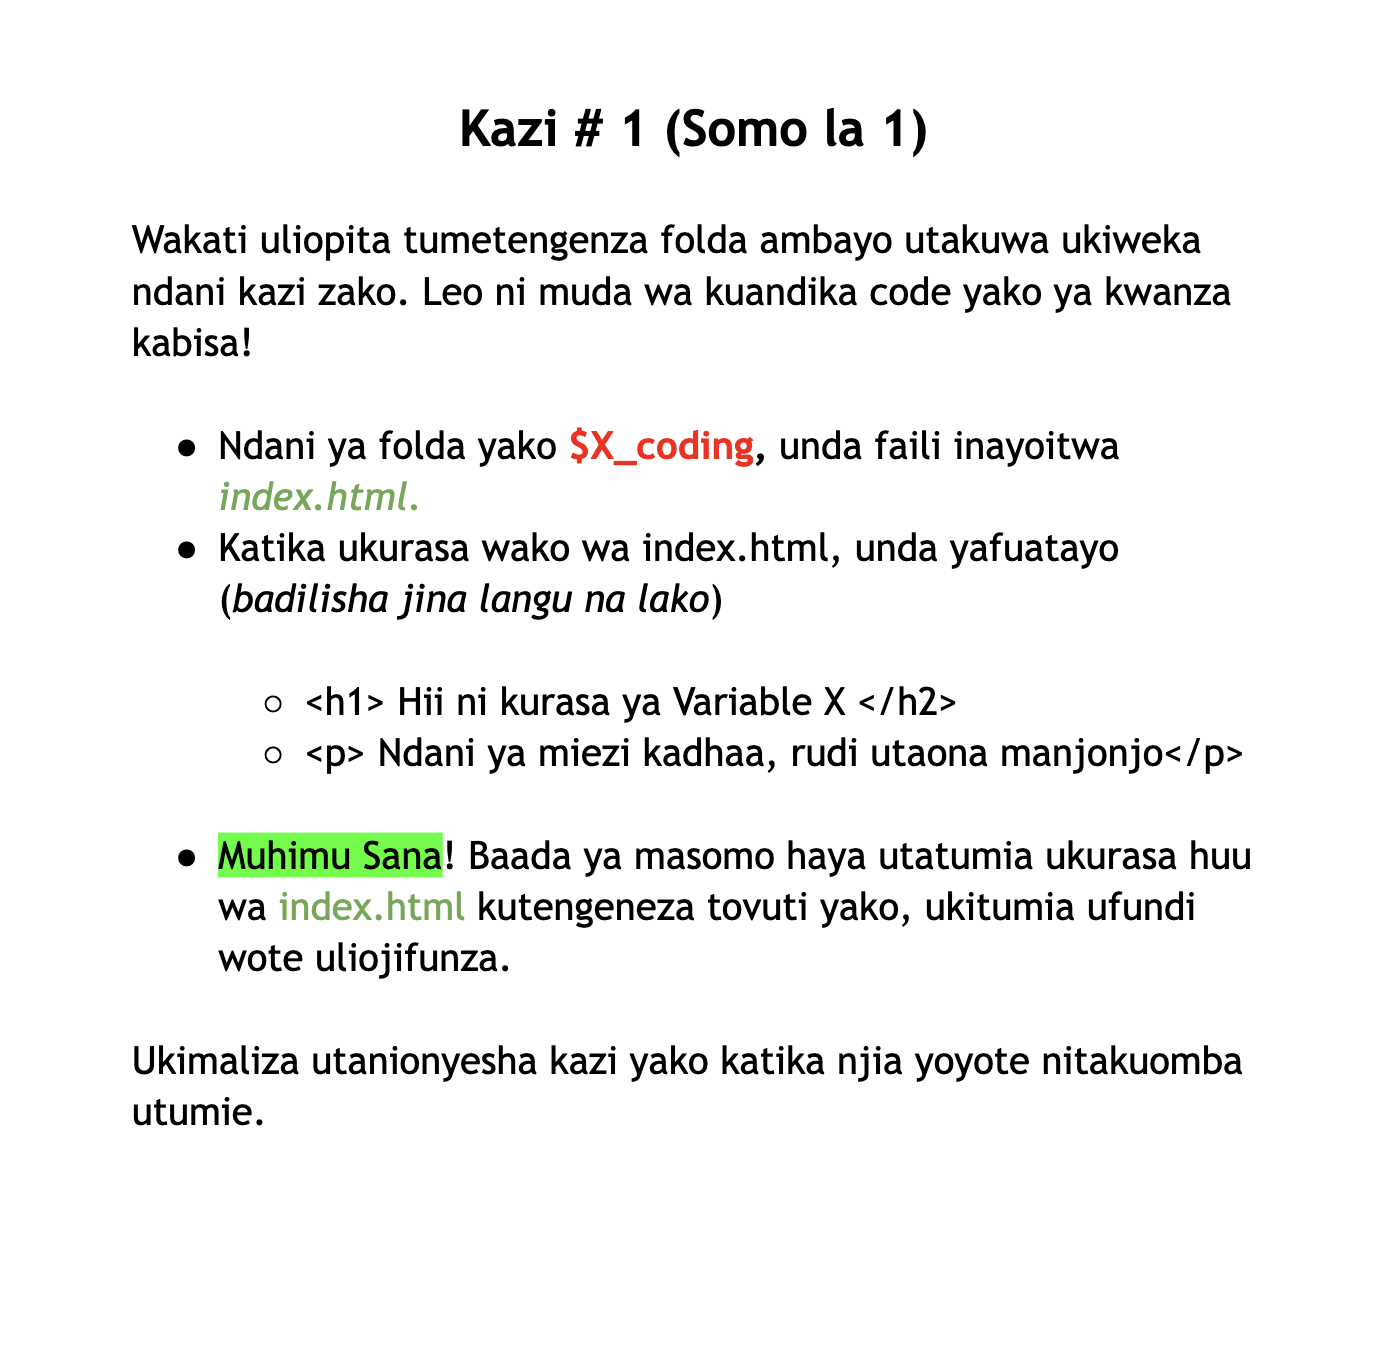 Kazi # 1 (Somo la 1)
Wakati uliopita tumetengenza folda ambayo utakuwa ukiweka
ndani kazi zako. Leo ni muda wa kuandika code yako ya kwanza
kabisa!
● Ndani ya folda yako $X_coding, unda faili inayoitwa
index.html.
● Katika ukurasa wako wa index.html, unda yafuatayo
(badilisha jina langu na lako)
○ <h1> Hii ni kurasa ya Variable X </h2>
○ <p> Ndani ya miezi kadhaa, rudi utaona manjonjo</p>
● Muhimu Sana! Baada ya masomo haya utatumia ukurasa huu
wa index.html kutengeneza tovuti yako, ukitumia ufundi
wote uliojifunza.
Ukimaliza utanionyesha kazi yako katika njia yoyote nitakuomba
utumie.